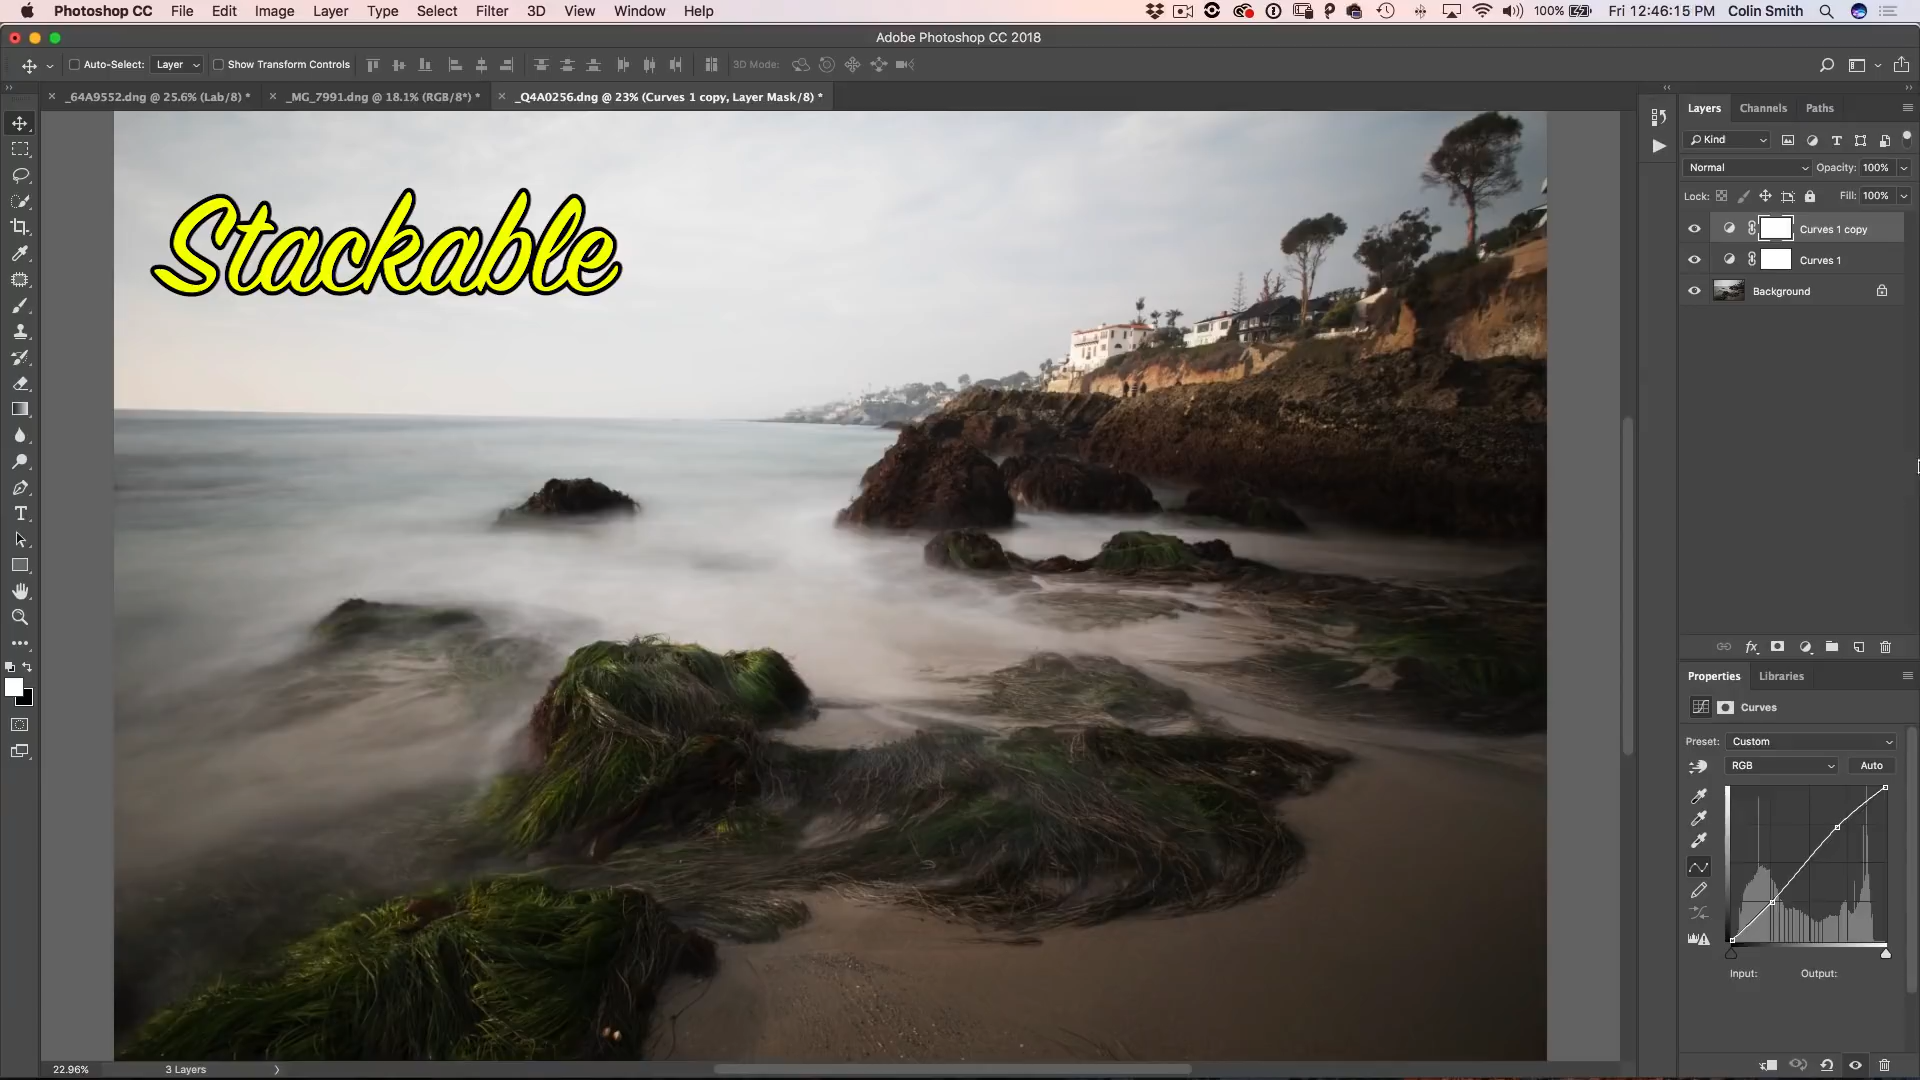 Photoshop CC File Edit Image Layer Type Select Filter 3D View Window Help 100% Fri 12:46:15 PM Colin Smith
Adobe Photoshop CC 2018
Auto-Select: Layer Show Transform Controls 3D Mode:
_64A9552.dng @ 25.6% (Lab/8) * _MG_7991.dng @ 18.1% (RGB/8*) * _Q4A0256.dng @ 23% (Curves 1 copy, Layer Mask/8) *
Layers Channels Paths
Kind
Normal Opacity: 100%
Lock: Fill: 100%
Curves 1 copy
Curves 1
Background
Stackable
Properties Libraries
Curves
Preset: Custom
RGB Auto
Input: Output:
22.96% 3 Layers